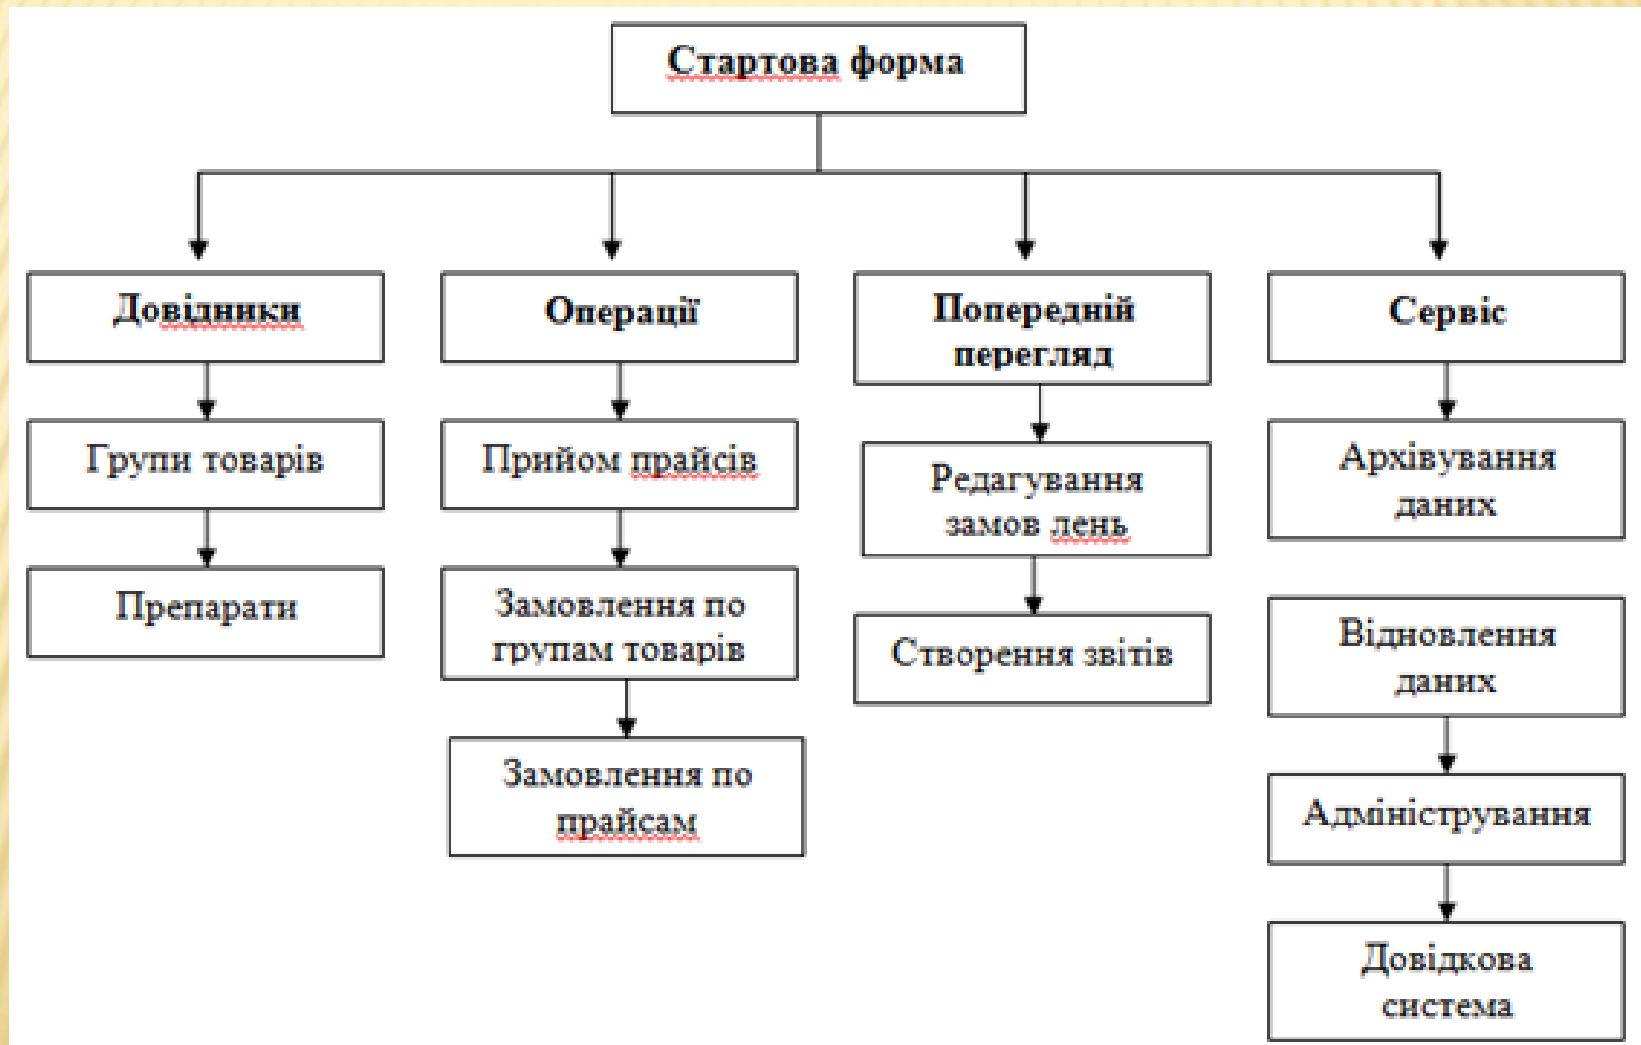 Стартова форма
Довідники
Групи товарів
Препарати
Операції
Прийом прайсів
Замовлення по
групам товарів
Замовлення по
прайсам
Попередній
перегляд
Редагування
замов лень
Створення звітів
Сервіс
Архівування
даних
Відновлення
даних
Адміністрування
Довідкова
система